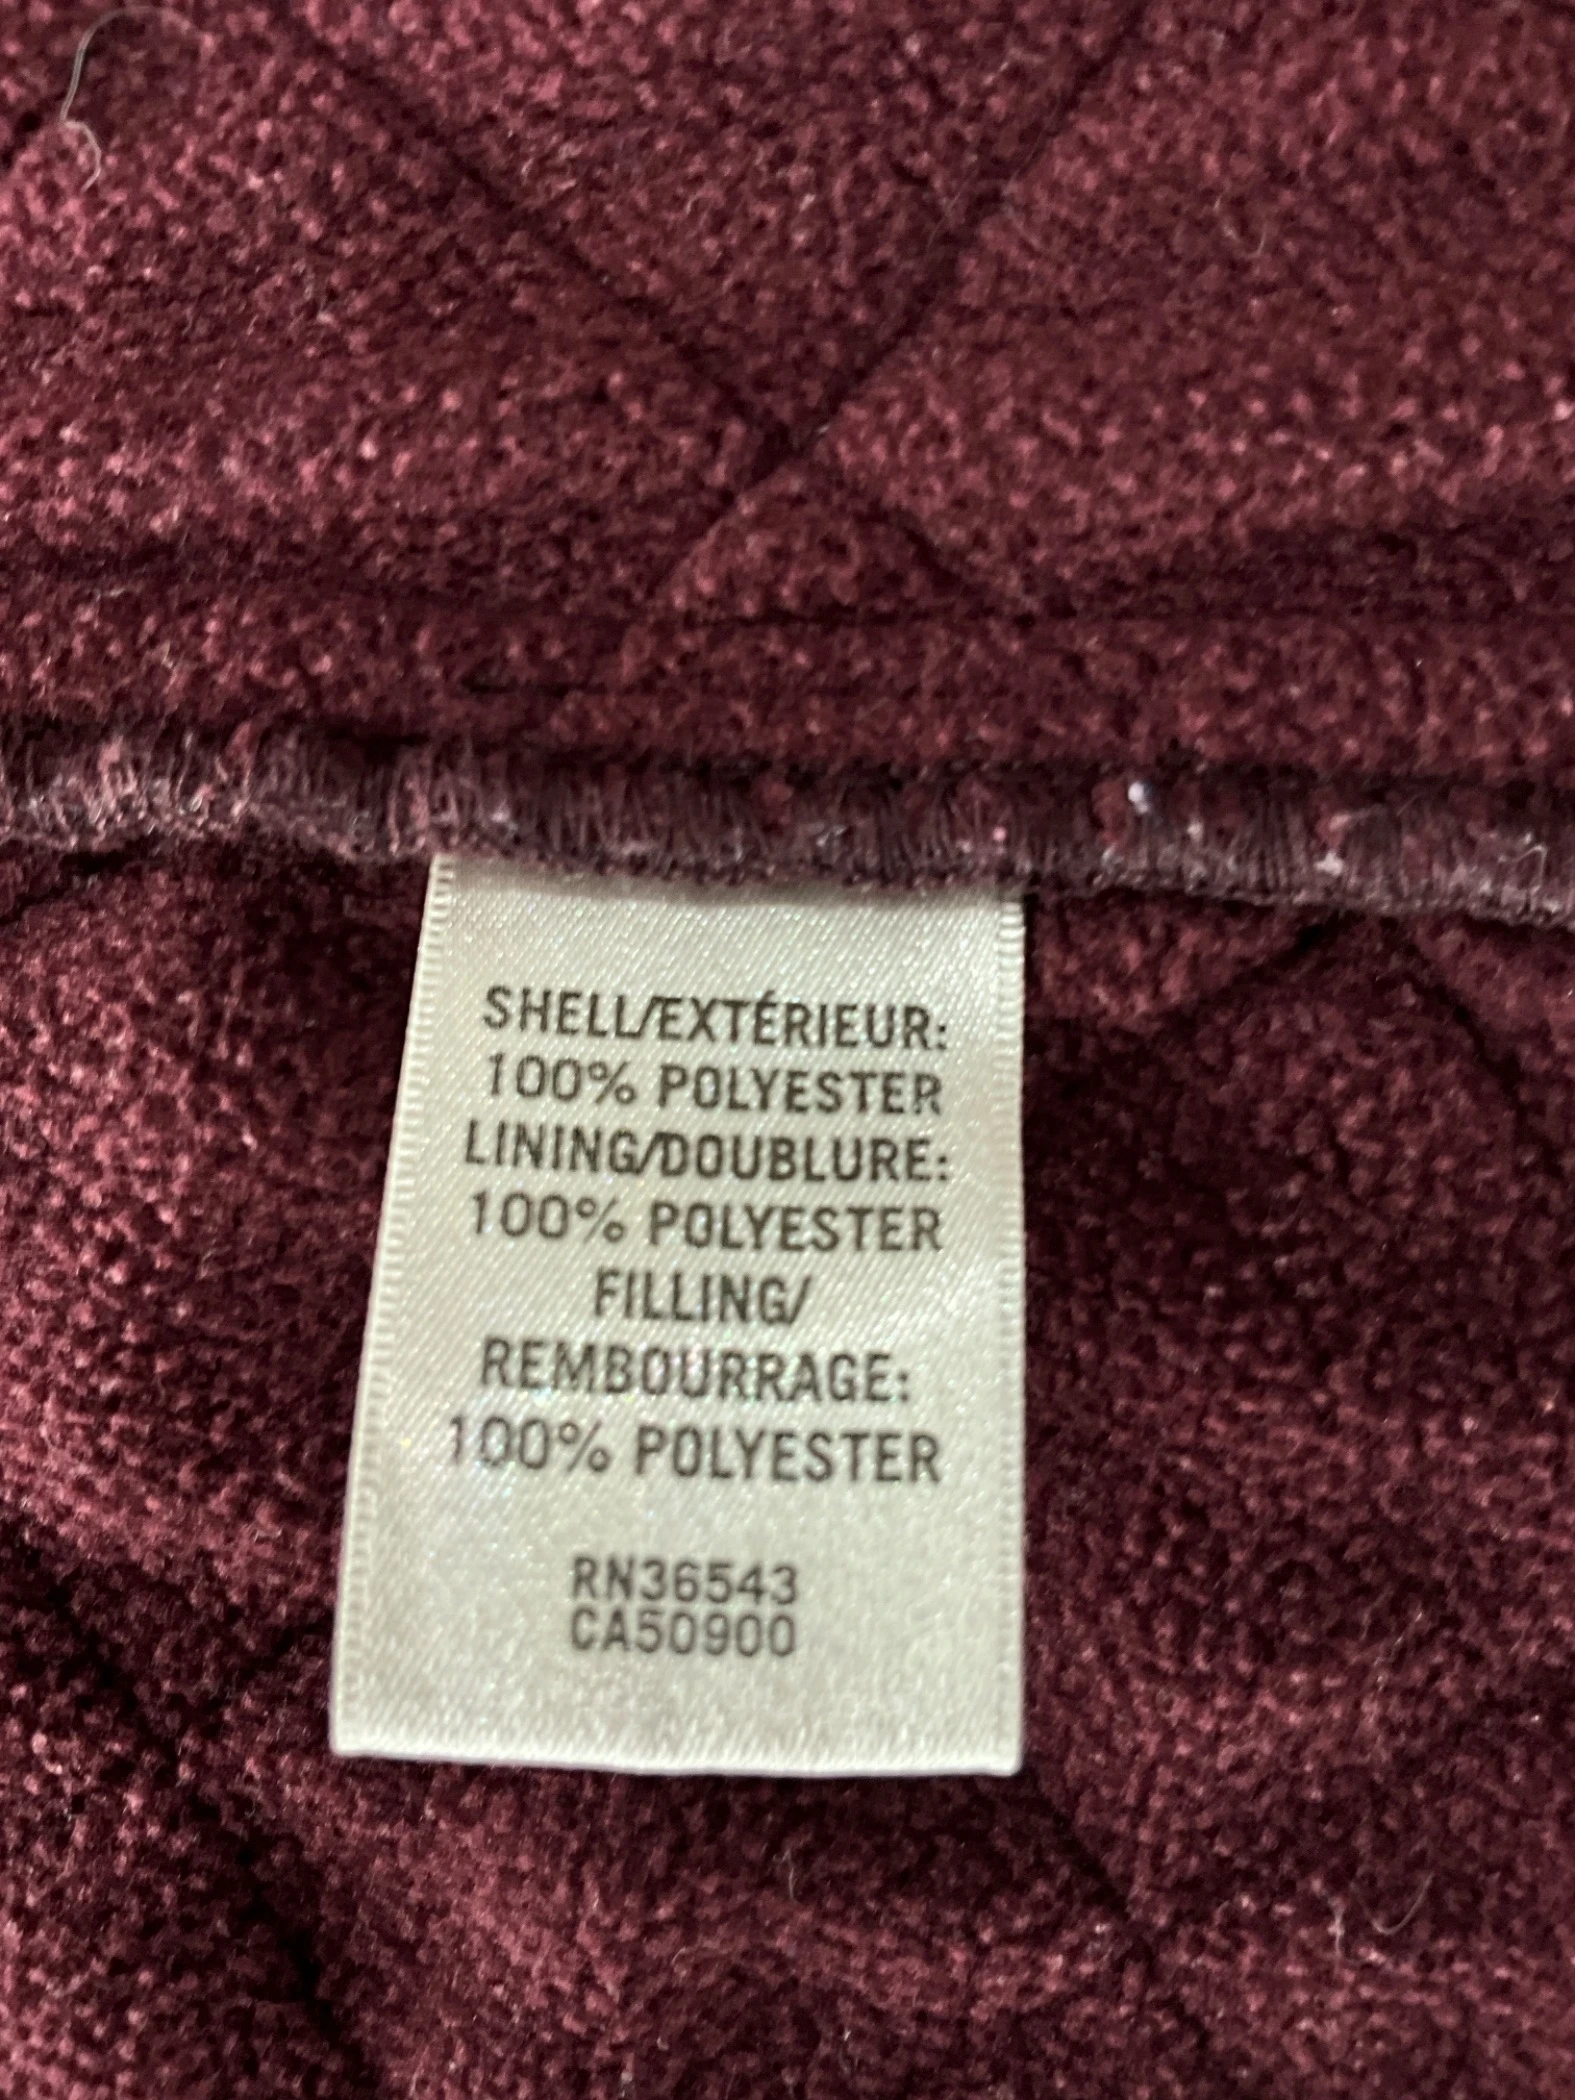 SHELL/EXTÉRIEUR:
100% POLYESTER
LINING/DOUBLURE:
100% POLYESTER
FILLING/
REMBOURRAGE:
100% POLYESTER
RN36543
CA50900